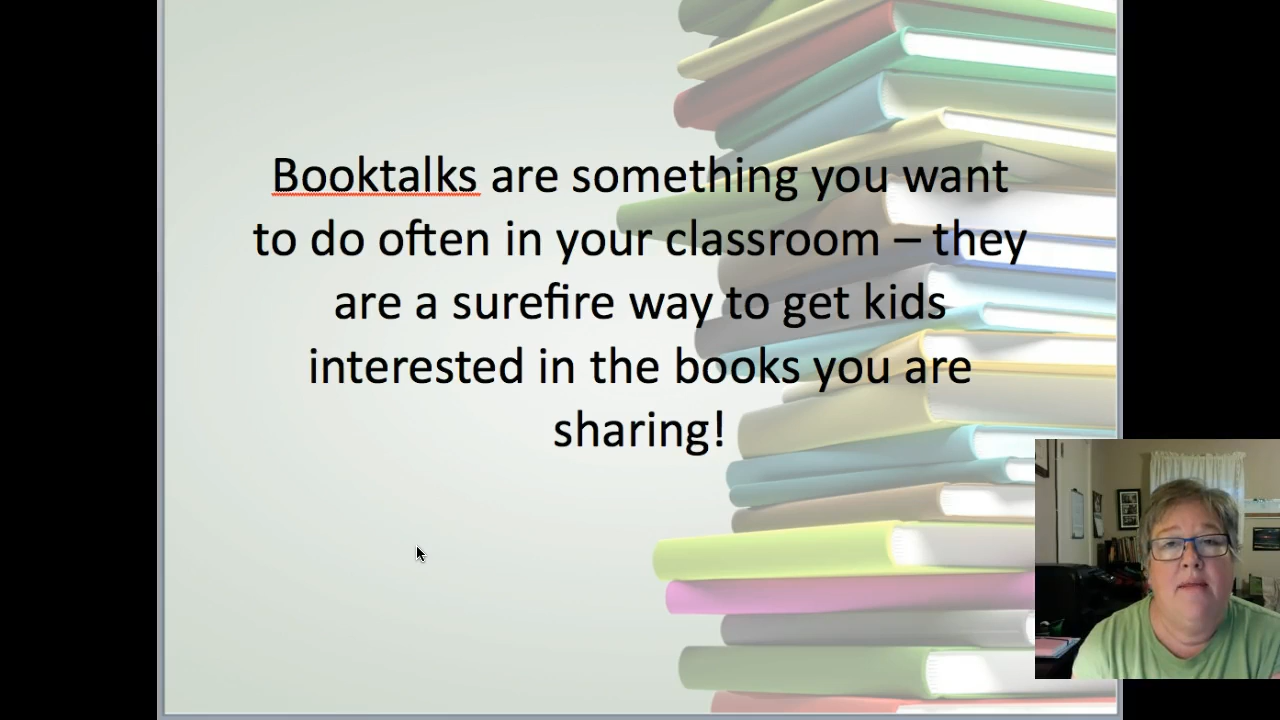 Booktalks are something you want
to do often in your classroom – they
are a surefire way to get kids
interested in the books you are
sharing!